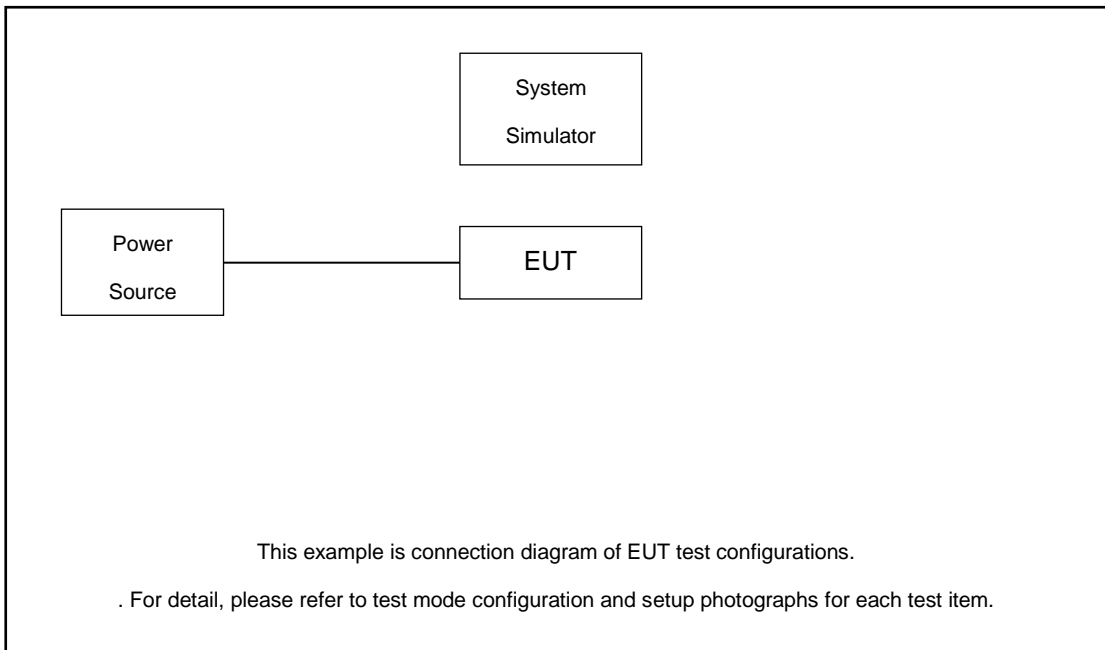 System
Simulator
Power
Source
EUT
This example is connection diagram of EUT test configurations.
. For detail, please refer to test mode configuration and setup photographs for each test item.